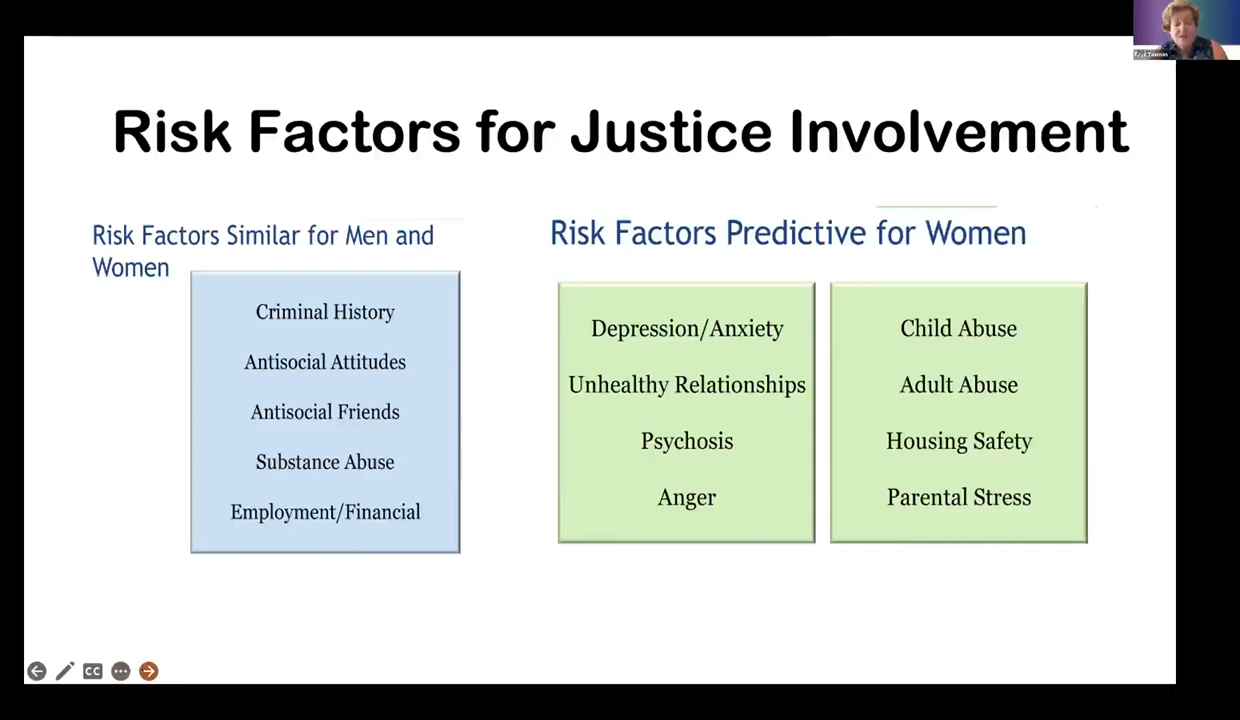 Risk Factors for Justice Involvement
Risk Factors Similar for Men and
Women
Criminal History
Antisocial Attitudes
Antisocial Friends
Substance Abuse
Employment/Financial
Risk Factors Predictive for Women
Depression/Anxiety
Unhealthy Relationships
Psychosis
Anger
Child Abuse
Adult Abuse
Housing Safety
Parental Stress
CC